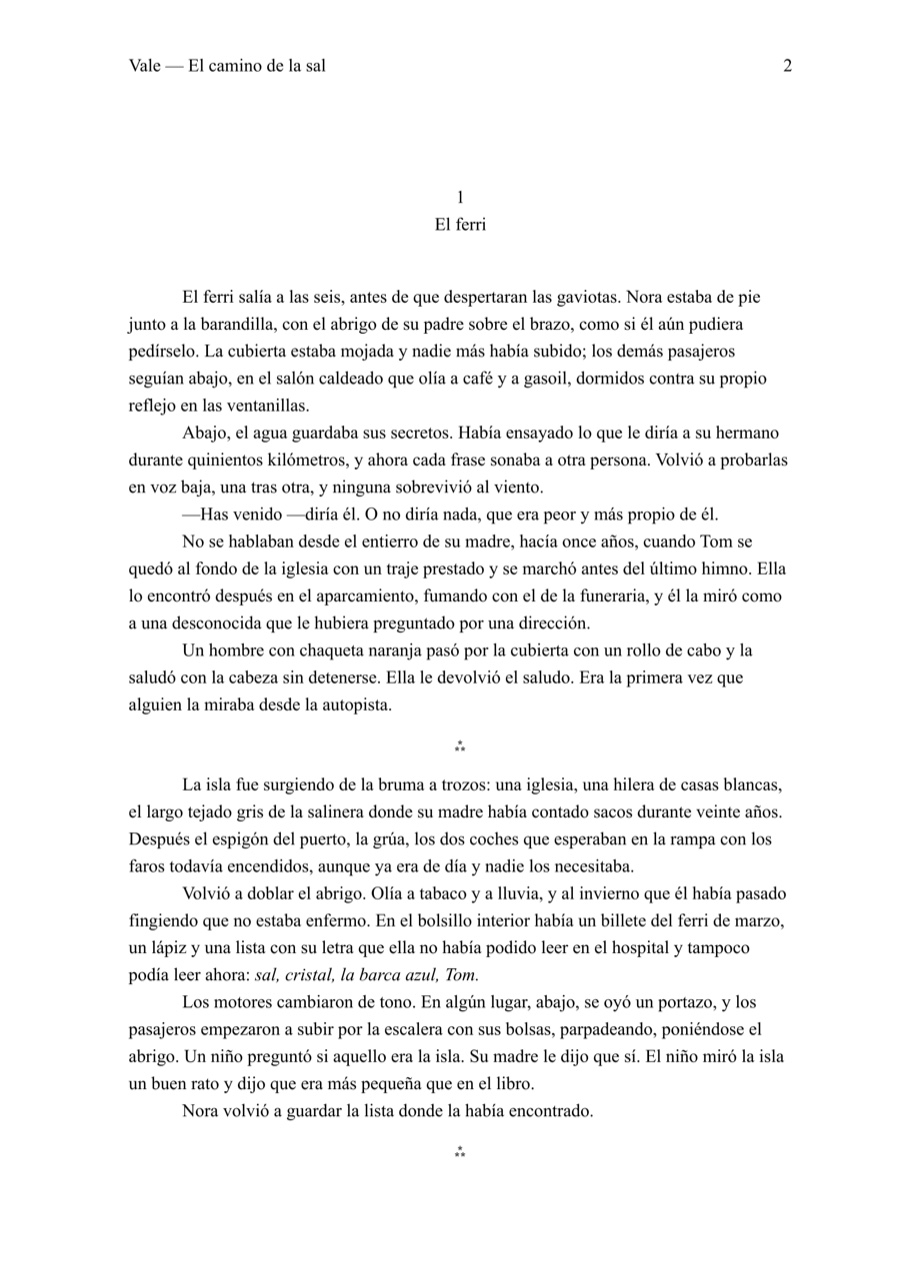 Vale — El camino de la sal 2
1
El ferri
El ferri salía a las seis, antes de que despertaran las gaviotas. Nora estaba de pie
junto a la barandilla, con el abrigo de su padre sobre el brazo, como si él aún pudiera
pedírselo. La cubierta estaba mojada y nadie más había subido; los demás pasajeros
seguían abajo, en el salón caldeado que olía a café y a gasoil, dormidos contra su propio
reflejo en las ventanillas.
Abajo, el agua guardaba sus secretos. Había ensayado lo que le diría a su hermano
durante quinientos kilómetros, y ahora cada frase sonaba a otra persona. Volvió a probarlas
en voz baja, una tras otra, y ninguna sobrevivió al viento.
—Has venido —diría él. O no diría nada, que era peor y más propio de él.
No se hablaban desde el entierro de su madre, hacía once años, cuando Tom se
quedó al fondo de la iglesia con un traje prestado y se marchó antes del último himno. Ella
lo encontró después en el aparcamiento, fumando con el de la funeraria, y él la miró como
a una desconocida que le hubiera preguntado por una dirección.
Un hombre con chaqueta naranja pasó por la cubierta con un rollo de cabo y la
saludó con la cabeza sin detenerse. Ella le devolvió el saludo. Era la primera vez que
alguien la miraba desde la autopista.
⁂
La isla fue surgiendo de la bruma a trozos: una iglesia, una hilera de casas blancas,
el largo tejado gris de la salinera donde su madre había contado sacos durante veinte años.
Después el espigón del puerto, la grúa, los dos coches que esperaban en la rampa con los
faros todavía encendidos, aunque ya era de día y nadie los necesitaba.
Volvió a doblar el abrigo. Olía a tabaco y a lluvia, y al invierno que él había pasado
fingiendo que no estaba enfermo. En el bolsillo interior había un billete del ferri de marzo,
un lápiz y una lista con su letra que ella no había podido leer en el hospital y tampoco
podía leer ahora: sal, cristal, la barca azul, Tom.
Los motores cambiaron de tono. En algún lugar, abajo, se oyó un portazo, y los
pasajeros empezaron a subir por la escalera con sus bolsas, parpadeando, poniéndose el
abrigo. Un niño preguntó si aquello era la isla. Su madre le dijo que sí. El niño miró la isla
un buen rato y dijo que era más pequeña que en el libro.
Nora volvió a guardar la lista donde la había encontrado.
⁂